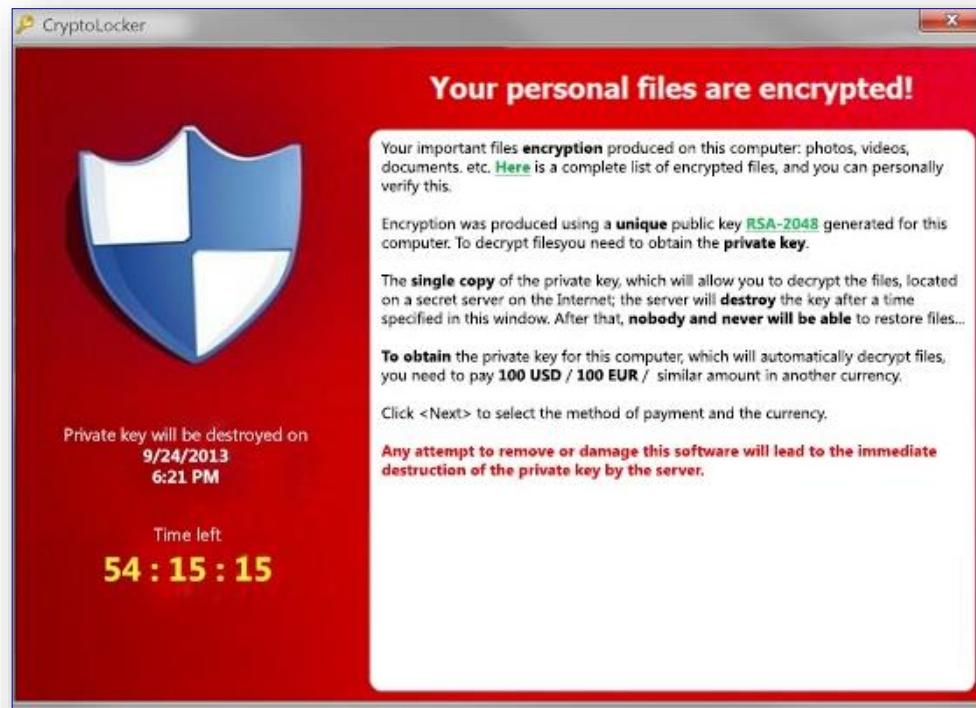 CryptoLocker
Your personal files are encrypted!
Your important files encryption produced on this computer: photos, videos,
documents. etc. Here is a complete list of encrypted files, and you can personally
verify this.
Encryption was produced using a unique public key RSA-2048 generated for this
computer. To decrypt filesyou need to obtain the private key.
The single copy of the private key, which will allow you to decrypt the files, located
on a secret server on the Internet; the server will destroy the key after a time
specified in this window. After that, nobody and never will be able to restore files...
To obtain the private key for this computer, which will automatically decrypt files,
you need to pay 100 USD / 100 EUR / similar amount in another currency.
Click <Next> to select the method of payment and the currency.
Any attempt to remove or damage this software will lead to the immediate
destruction of the private key by the server.
Private key will be destroyed on
9/24/2013
6:21 PM
Time left
54 : 15 : 15